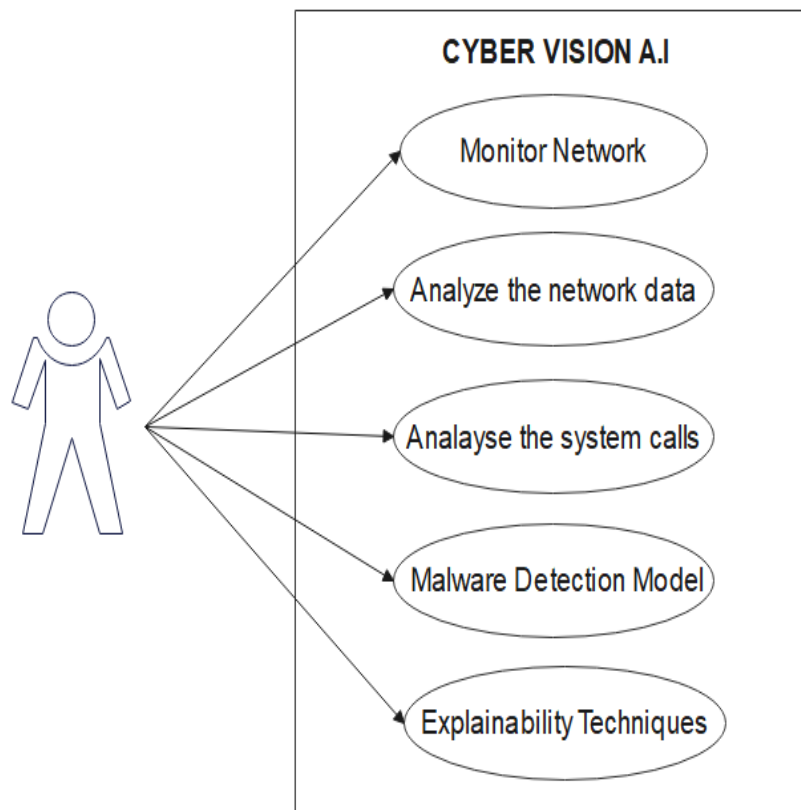 CYBER VISION A.I
Monitor Network
Analyze the network data
Analayse the system calls
Malware Detection Model
Explainability Techniques